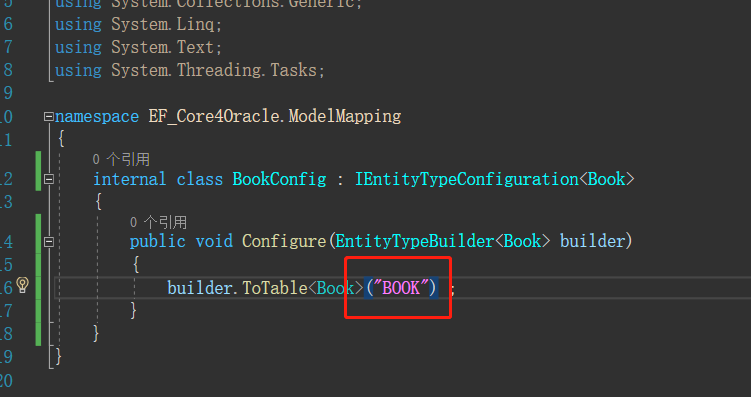 5 using System.Collections.Generic;
6 using System.Linq;
7 using System.Text;
8 using System.Threading.Tasks;
9
10 namespace EF_Core4Oracle.ModelMapping
11 {
0 个引用
12 internal class BookConfig : IEntityTypeConfiguration<Book>
13 {
0 个引用
14 public void Configure(EntityTypeBuilder<Book> builder)
15 {
16 builder.ToTable<Book>("BOOK") ;
17 }
18 }
19 }
20